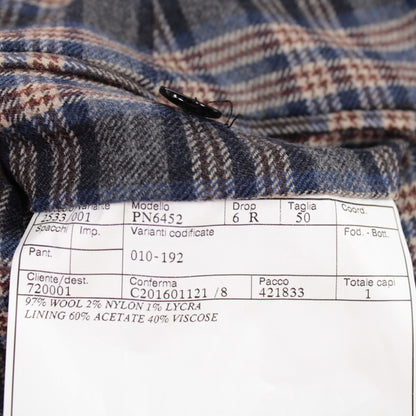 Variante Modello Drop Taglia Coord.
2533/001 PN6452 6 R 50
Spacchi Imp. Varianti codificate Fod. - Bott.
Pant. 010-192
Cliente/dest. Conferma Pacco Totale capi
720001 C201601121 /8 421833 1
97% WOOL 2% NYLON 1% LYCRA
LINING 60% ACETATE 40% VISCOSE